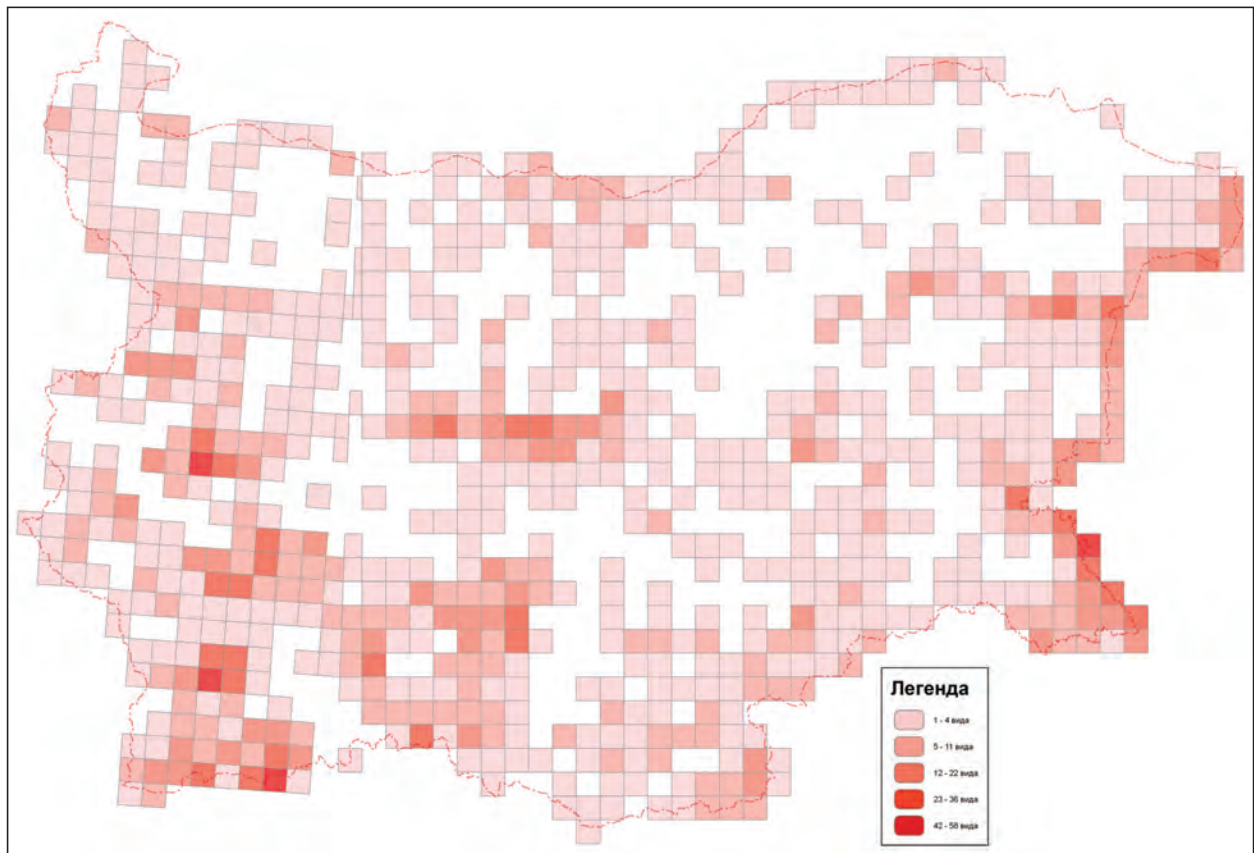 Легенда
1 - 4 вида
5 - 11 вида
12 - 22 вида
23 - 36 вида
42 - 58 вида